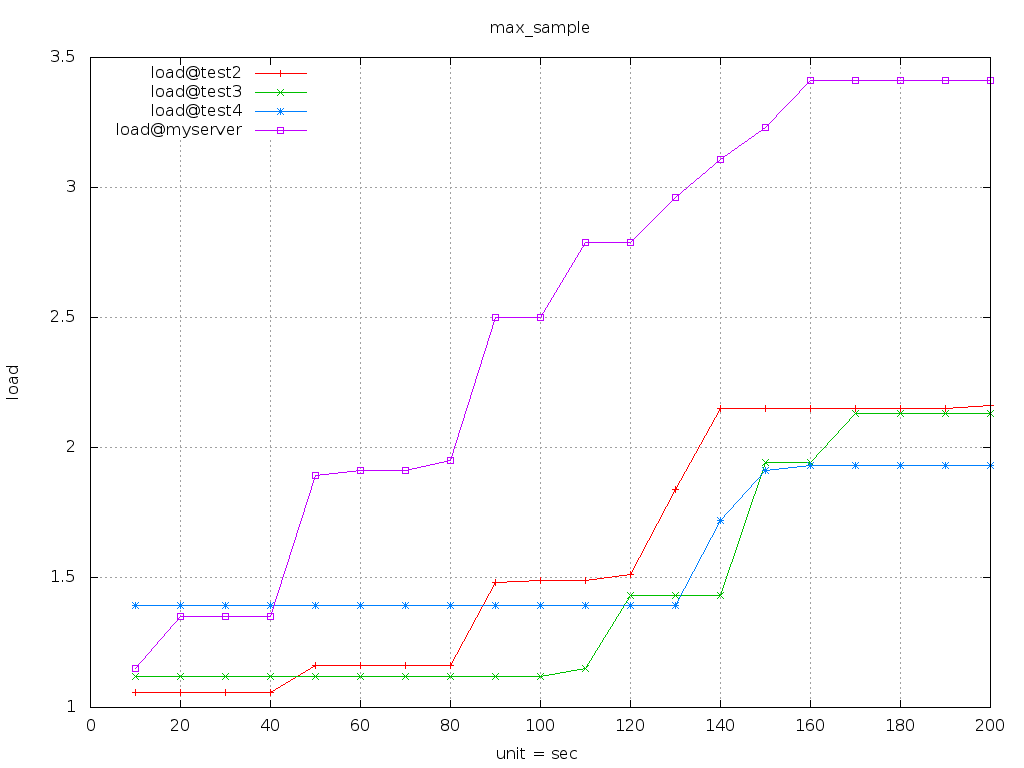 max_sample
3.5
load@test2
load@test3
load@test4
load@myserver
3
2.5
load
2
1.5
1
0 20 40 60 80 100 120 140 160 180 200
unit = sec